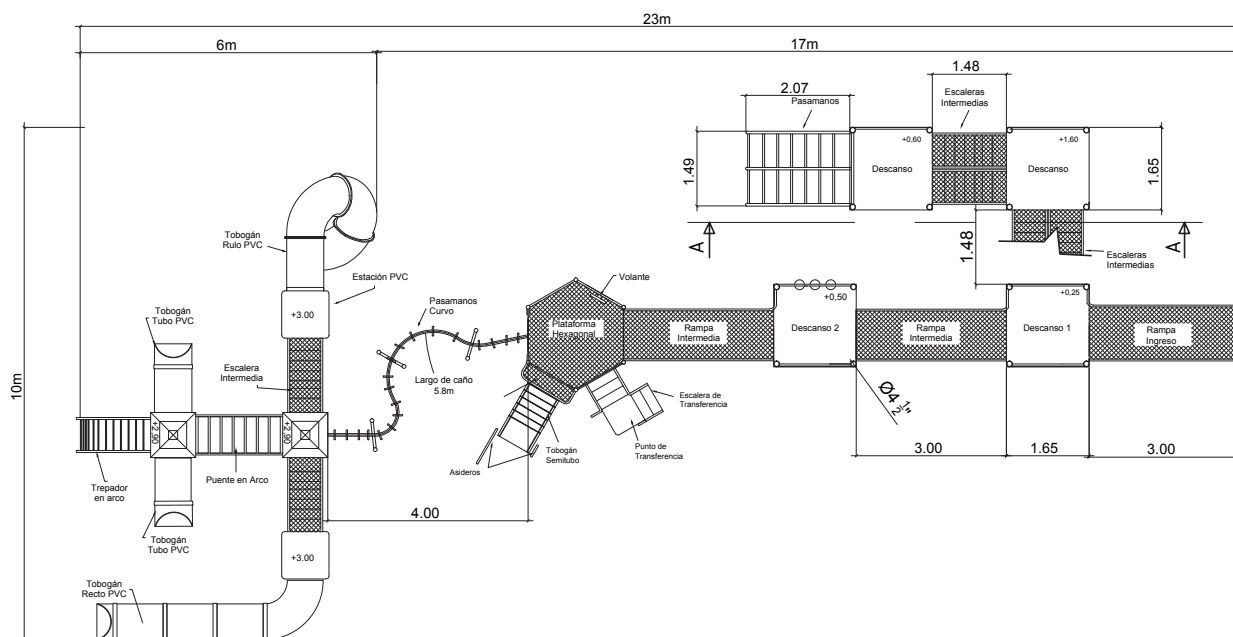 23m
6m
17m
1.48
2.07
Escaleras
Intermedias
Pasamanos
+0,60
+1,60
Descanso
Descanso
1.49
1.65
10m
A
A
1.48
Tobogán
Rulo PVC
Escaleras
Intermedias
Estación PVC
Volante
Pasamanos
Curvo
+0,50
+0,25
+3.00
Tobogán
Tubo PVC
Plataforma
Hexagonal
Rampa
Intermedia
Descanso 2
Rampa
Intermedia
Descanso 1
Rampa
Ingreso
Escalera
Intermedia
Largo de caño
5.8m
Escalera de
Transferencia
Ø4 1/2"
+2,90
+2,90
Punto de
Transferencia
Tobogán
Semitubo
3.00
1.65
3.00
Asideros
Trepador
en arco
Puente en Arco
4.00
Tobogán
Tubo PVC
+3.00
Tobogán
Recto PVC